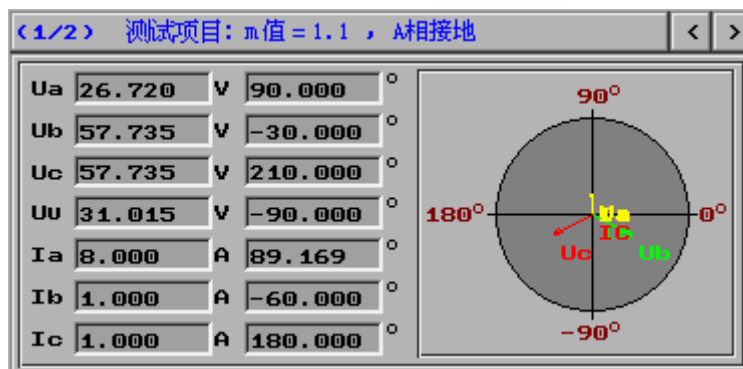 (1/2) 测试项目: m值=1.1 , A相接地 < >
Ua 26.720 V 90.000 °
Ub 57.735 V -30.000 °
Uc 57.735 V 210.000 °
Uu 31.015 V -90.000 °
Ia 8.000 A 89.169 °
Ib 1.000 A -60.000 °
Ic 1.000 A 180.000 °
90°
180°
0°
Ua
IC
Uc
Ub
-90°